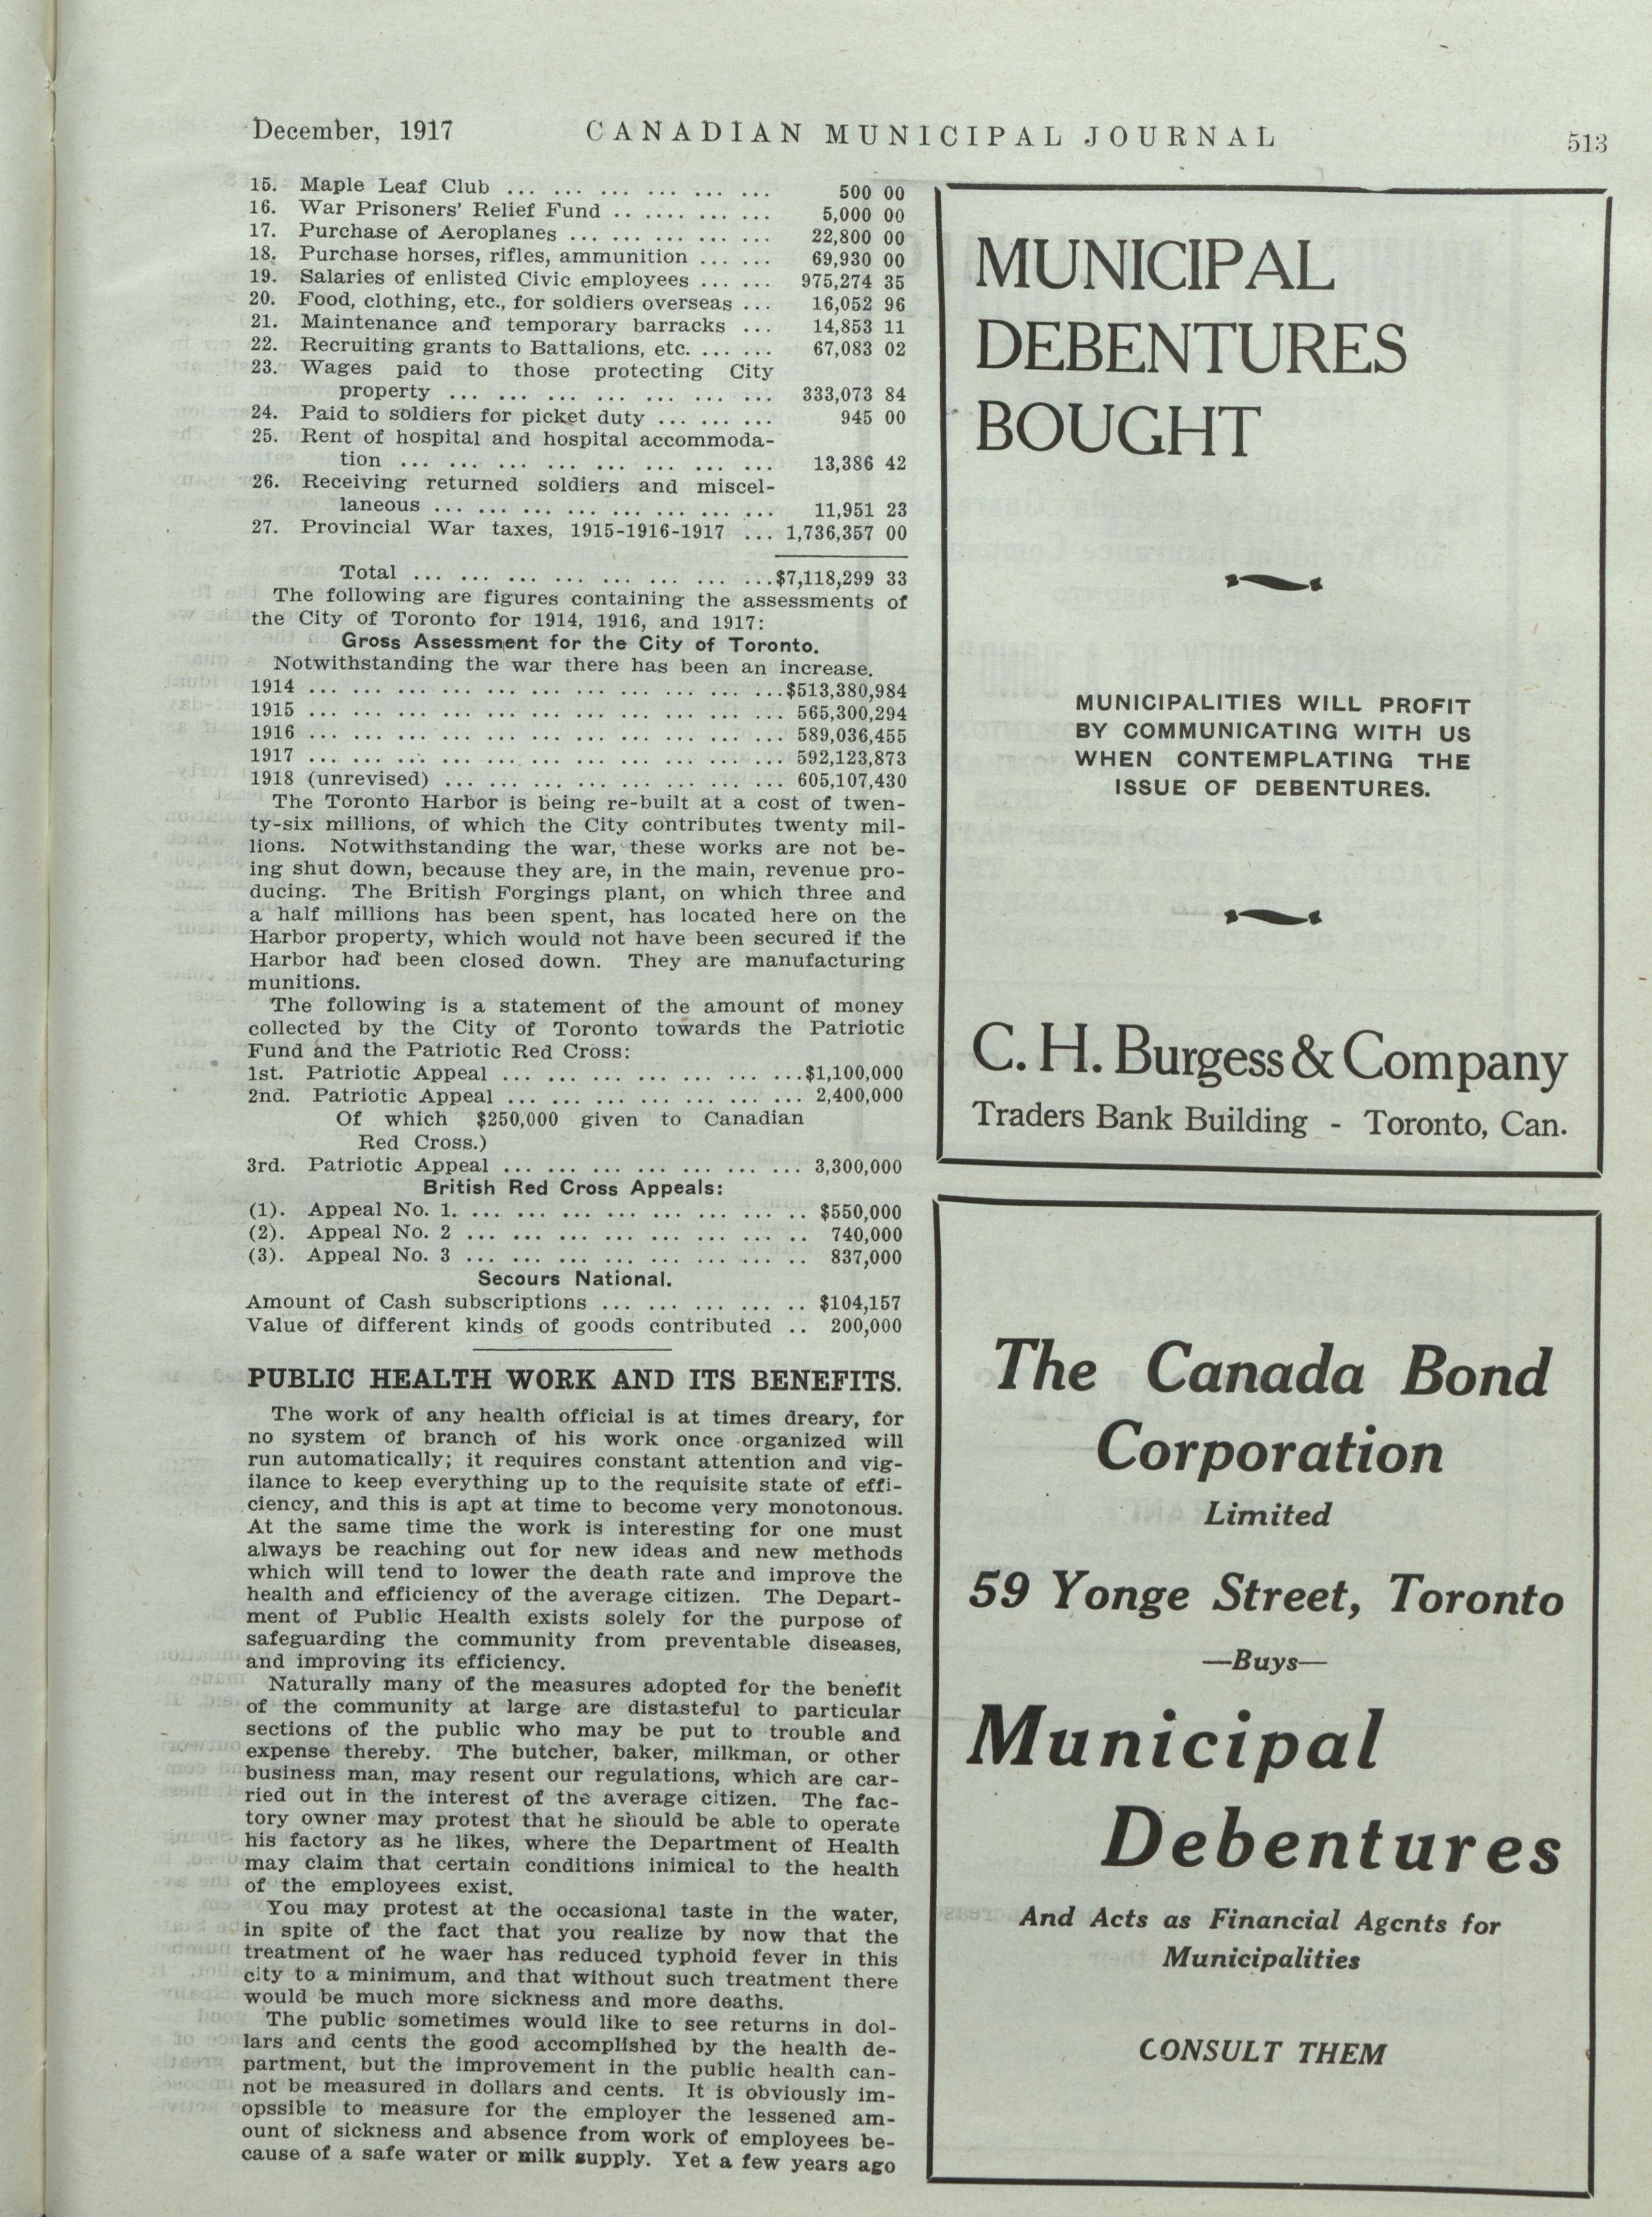 December, 1917 CANADIAN MUNICIPAL JOURNAL 513
15. Maple Leaf Club ... ... ... ... ... ... 500 00
16. War Prisoners' Relief Fund .. .... ... ... 5,000 00
17. Purchase of Aeroplanes ... ... ... ... ... 22,800 00
18. Purchase horses, rifles, ammunition ... ... 69,930 00
19. Salaries of enlisted Civic employees ... ... 975,274 35
20. Food, clothing, etc., for soldiers overseas ... 16,052 96
21. Maintenance and temporary barracks ... 14,853 11
22. Recruiting grants to Battalions, etc. ... ... 67,083 02
23. Wages paid to those protecting City
property ... ... ... ... ... ... ... 333,073 84
24. Paid to soldiers for picket duty ... ... ... 945 00
25. Rent of hospital and hospital accommoda-
tion ... ... ... ... ... ... ... ... 13,386 42
26. Receiving returned soldiers and miscel-
laneous ... ... ... ... ... ... ... 11,951 23
27. Provincial War taxes, 1915-1916-1917 ... 1,736,357 00
Total ... ... ... ... ... ... ... ...$7,118,299 33
The following are figures containing the assessments of
the City of Toronto for 1914, 1916, and 1917:
Gross Assessment for the City of Toronto.
Notwithstanding the war there has been an increase.
1914 ... ... ... ... ... ... ... ... ... ... ...$513,380,984
1915 ... ... ... ... ... ... ... ... ... ... ... 565,300,294
1916 ... ... ... ... ... ... ... ... ... ... ... 589,036,455
1917 ... ... ... ... ... ... ... ... ... ... ... 592,123,873
1918 (unrevised) ... ... ... ... ... ... ... ... 605,107,430
The Toronto Harbor is being re-built at a cost of twen-
ty-six millions, of which the City contributes twenty mil-
lions. Notwithstanding the war, these works are not be-
ing shut down, because they are, in the main, revenue pro-
ducing. The British Forgings plant, on which three and
a half millions has been spent, has located here on the
Harbor property, which would not have been secured if the
Harbor had been closed down. They are manufacturing
munitions.
The following is a statement of the amount of money
collected by the City of Toronto towards the Patriotic
Fund and the Patriotic Red Cross:
1st. Patriotic Appeal ... ... ... ... ... ... ...$1,100,000
2nd. Patriotic Appeal ... ... ... ... ... ... ... 2,400,000
Of which $250,000 given to Canadian
Red Cross.)
3rd. Patriotic Appeal ... ... ... ... ... ... ... 3,300,000
British Red Cross Appeals:
(1). Appeal No. 1. ... ... ... ... ... ... ... .. $550,000
(2). Appeal No. 2 ... ... ... ... ... ... ... .. 740,000
(3). Appeal No. 3 ... ... ... ... ... ... ... .. 837,000
Secours National.
Amount of Cash subscriptions ... ... ... ... .. $104,157
Value of different kinds of goods contributed .. 200,000
PUBLIC HEALTH WORK AND ITS BENEFITS.
The work of any health official is at times dreary, for
no system of branch of his work once organized will
run automatically; it requires constant attention and vig-
ilance to keep everything up to the requisite state of effi-
ciency, and this is apt at time to become very monotonous.
At the same time the work is interesting for one must
always be reaching out for new ideas and new methods
which will tend to lower the death rate and improve the
health and efficiency of the average citizen. The Depart-
ment of Public Health exists solely for the purpose of
safeguarding the community from preventable diseases,
and improving its efficiency.
Naturally many of the measures adopted for the benefit
of the community at large are distasteful to particular
sections of the public who may be put to trouble and
expense thereby. The butcher, baker, milkman, or other
business man, may resent our regulations, which are car-
ried out in the interest of the average citizen. The fac-
tory owner may protest that he should be able to operate
his factory as he likes, where the Department of Health
may claim that certain conditions inimical to the health
of the employees exist.
You may protest at the occasional taste in the water,
in spite of the fact that you realize by now that the
treatment of he waer has reduced typhoid fever in this
city to a minimum, and that without such treatment there
would be much more sickness and more deaths.
The public sometimes would like to see returns in dol-
lars and cents the good accomplished by the health de-
partment, but the improvement in the public health can-
not be measured in dollars and cents. It is obviously im-
opssible to measure for the employer the lessened am-
ount of sickness and absence from work of employees be-
cause of a safe water or milk supply. Yet a few years ago
MUNICIPAL
DEBENTURES
BOUGHT
MUNICIPALITIES WILL PROFIT
BY COMMUNICATING WITH US
WHEN CONTEMPLATING THE
ISSUE OF DEBENTURES.
C. H. Burgess & Company
Traders Bank Building - Toronto, Can.
The Canada Bond
Corporation
Limited
59 Yonge Street, Toronto
—Buys—
Municipal
Debentures
And Acts as Financial Agents for
Municipalities
CONSULT THEM